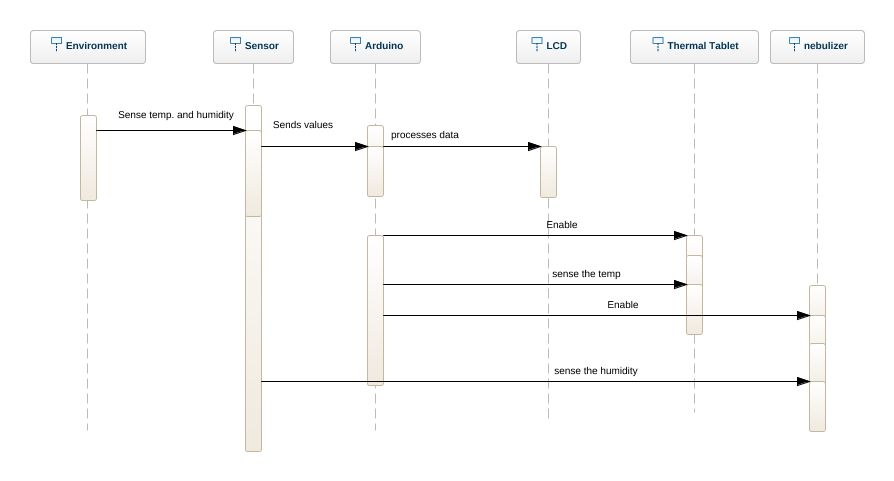 Environment
Sensor
Arduino
LCD
Thermal Tablet
nebulizer
Sense temp. and humidity
Sends values
processes data
Enable
sense the temp
Enable
sense the humidity